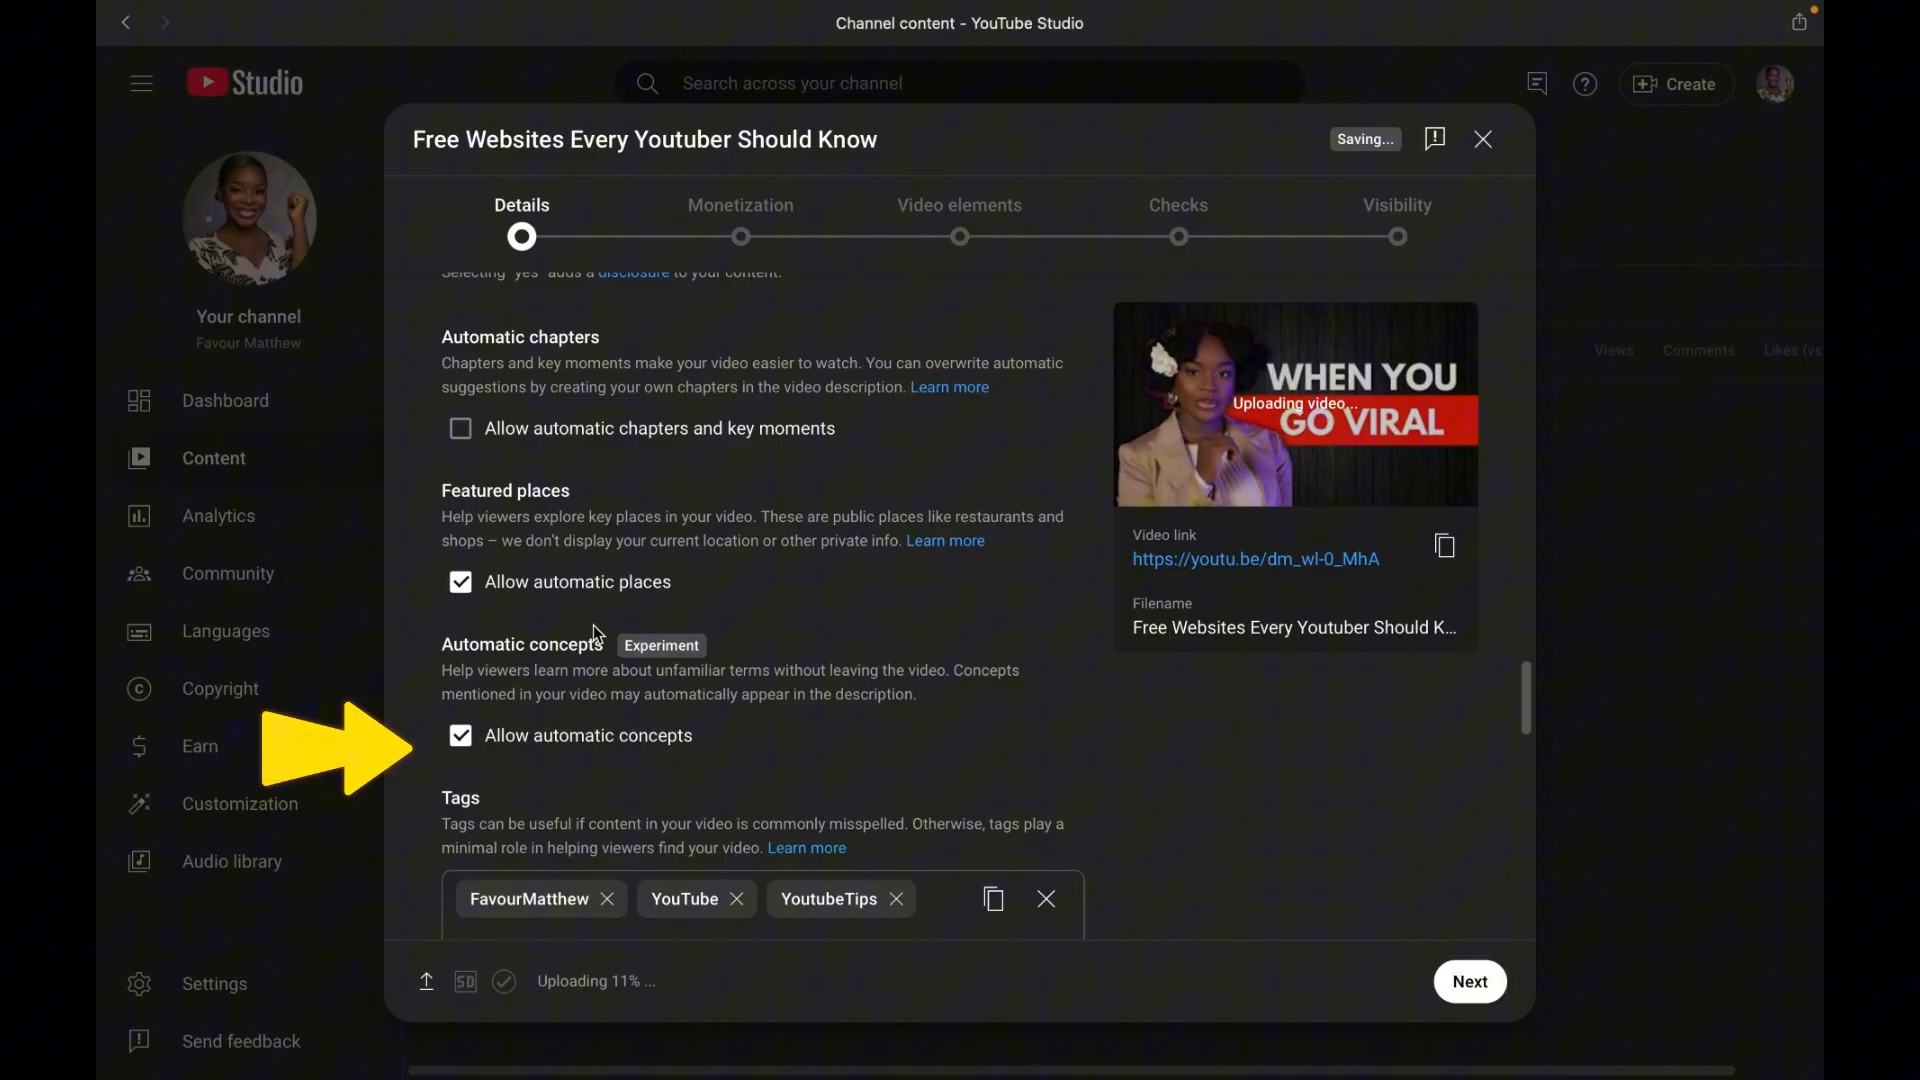 Channel content - YouTube Studio
Studio
Search across your channel
Create
Free Websites Every Youtuber Should Know
Saving...
Details
Monetization
Video elements
Checks
Visibility
Your channel
Favour Matthew
Dashboard
Content
Analytics
Community
Languages
Copyright
Earn
Customization
Audio library
Settings
Send feedback
Selecting "yes" adds a disclosure to your content.
Automatic chapters
Chapters and key moments make your video easier to watch. You can overwrite automatic
suggestions by creating your own chapters in the video description. Learn more
Allow automatic chapters and key moments
Featured places
Help viewers explore key places in your video. These are public places like restaurants and
shops – we don't display your current location or other private info. Learn more
Allow automatic places
Automatic concepts Experiment
Help viewers learn more about unfamiliar terms without leaving the video. Concepts
mentioned in your video may automatically appear in the description.
Allow automatic concepts
Tags
Tags can be useful if content in your video is commonly misspelled. Otherwise, tags play a
minimal role in helping viewers find your video. Learn more
FavourMatthew
YouTube
YoutubeTips
WHEN YOU
Uploading video...
GO VIRAL
Video link
https://youtu.be/dm_wl-0_MhA
Filename
Free Websites Every Youtuber Should K...
Views
Comments
Likes (vs
SD
Uploading 11% ...
Next